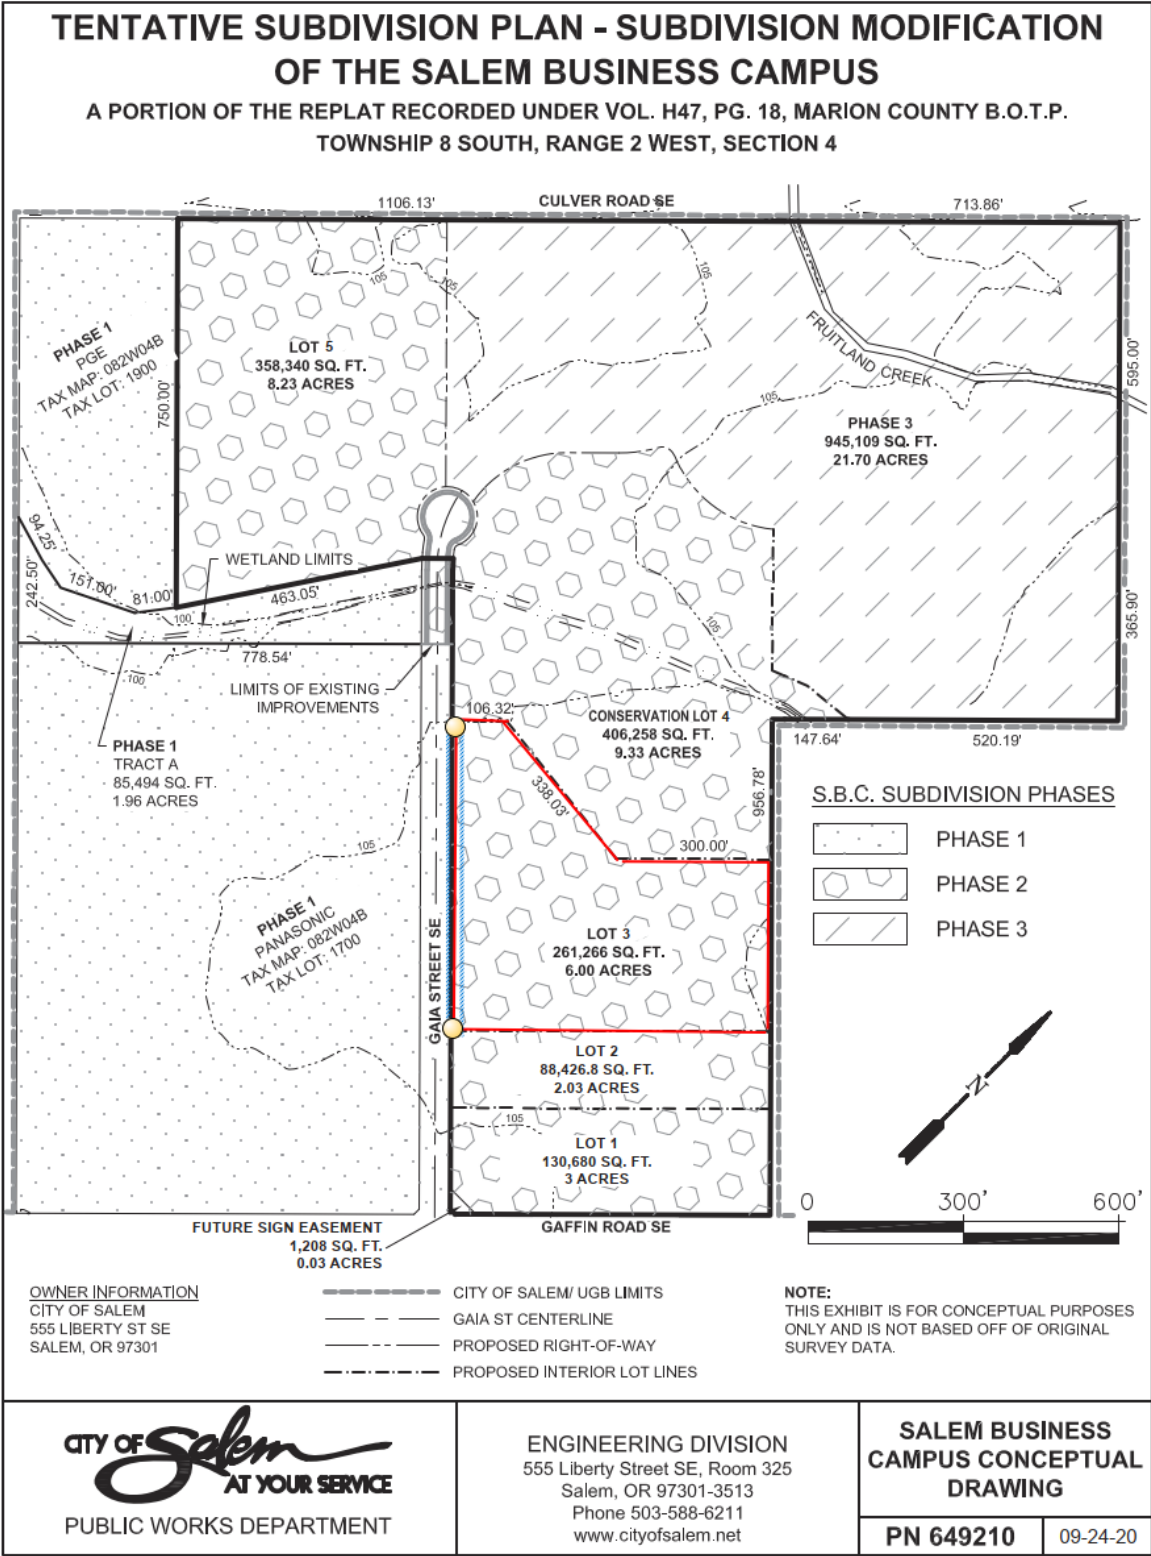 TENTATIVE SUBDIVISION PLAN - SUBDIVISION MODIFICATION
OF THE SALEM BUSINESS CAMPUS
A PORTION OF THE REPLAT RECORDED UNDER VOL. H47, PG. 18, MARION COUNTY B.O.T.P.
TOWNSHIP 8 SOUTH, RANGE 2 WEST, SECTION 4
1106.13'
CULVER ROAD SE
713.86'
105
105
105
PHASE 1
PGE
TAX MAP: 082W04B
TAX LOT: 1900
750.00'
LOT 5
358,340 SQ. FT.
8.23 ACRES
FRUITLAND CREEK
595.00'
105
PHASE 3
945,109 SQ. FT.
21.70 ACRES
94.25'
242.50'
151.00'
81.00'
WETLAND LIMITS
463.05'
100
778.54'
100
105
365.90'
LIMITS OF EXISTING
IMPROVEMENTS
106.32'
CONSERVATION LOT 4
406,258 SQ. FT.
9.33 ACRES
147.64'
520.19'
PHASE 1
TRACT A
85,494 SQ. FT.
1.96 ACRES
338.03'
956.78'
300.00'
S.B.C. SUBDIVISION PHASES
PHASE 1
PHASE 2
PHASE 3
105
PHASE 1
PANASONIC
TAX MAP: 082W04B
TAX LOT: 1700
GAIA STREET SE
LOT 3
261,266 SQ. FT.
6.00 ACRES
LOT 2
88,426.8 SQ. FT.
2.03 ACRES
105
LOT 1
130,680 SQ. FT.
3 ACRES
N
0 300' 600'
FUTURE SIGN EASEMENT
1,208 SQ. FT.
0.03 ACRES
GAFFIN ROAD SE
OWNER INFORMATION
CITY OF SALEM
555 LIBERTY ST SE
SALEM, OR 97301
CITY OF SALEM/ UGB LIMITS
GAIA ST CENTERLINE
PROPOSED RIGHT-OF-WAY
PROPOSED INTERIOR LOT LINES
NOTE:
THIS EXHIBIT IS FOR CONCEPTUAL PURPOSES
ONLY AND IS NOT BASED OFF OF ORIGINAL
SURVEY DATA.
CITY OF Salem
AT YOUR SERVICE
PUBLIC WORKS DEPARTMENT
ENGINEERING DIVISION
555 Liberty Street SE, Room 325
Salem, OR 97301-3513
Phone 503-588-6211
www.cityofsalem.net
SALEM BUSINESS
CAMPUS CONCEPTUAL
DRAWING
PN 649210
09-24-20